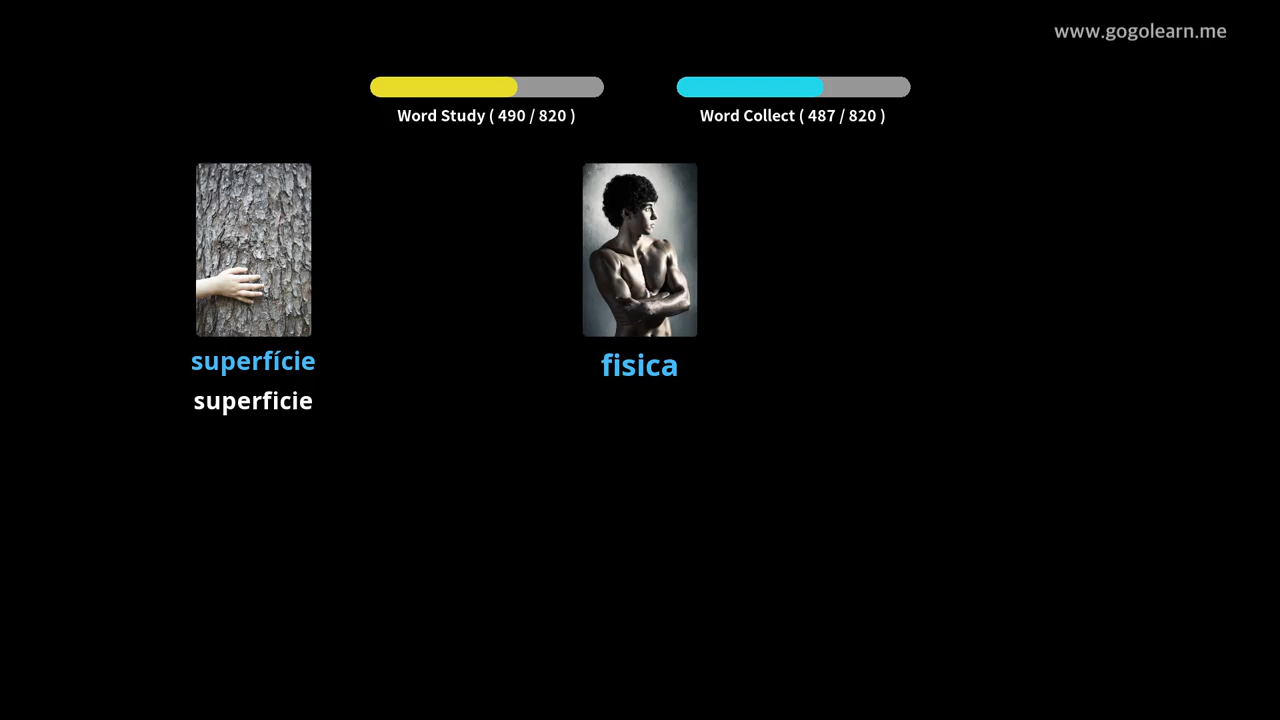 www.gogolearn.me
Word Study ( 490 / 820 )
Word Collect ( 487 / 820 )
superfície
superficie
fisica